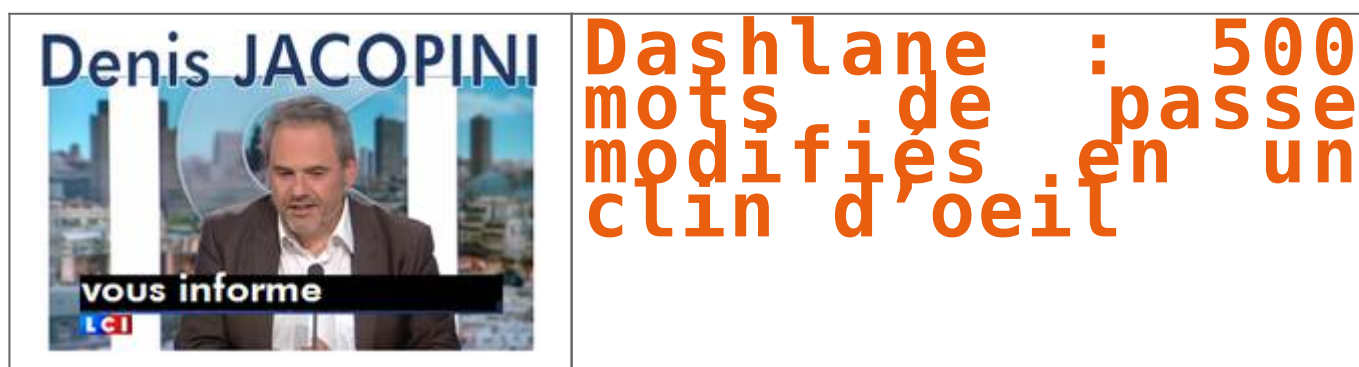 Denis JACOPINI
vous informe
LCI
Dashlane : 500
mots de passe
modifiés en un
clin d’oeil